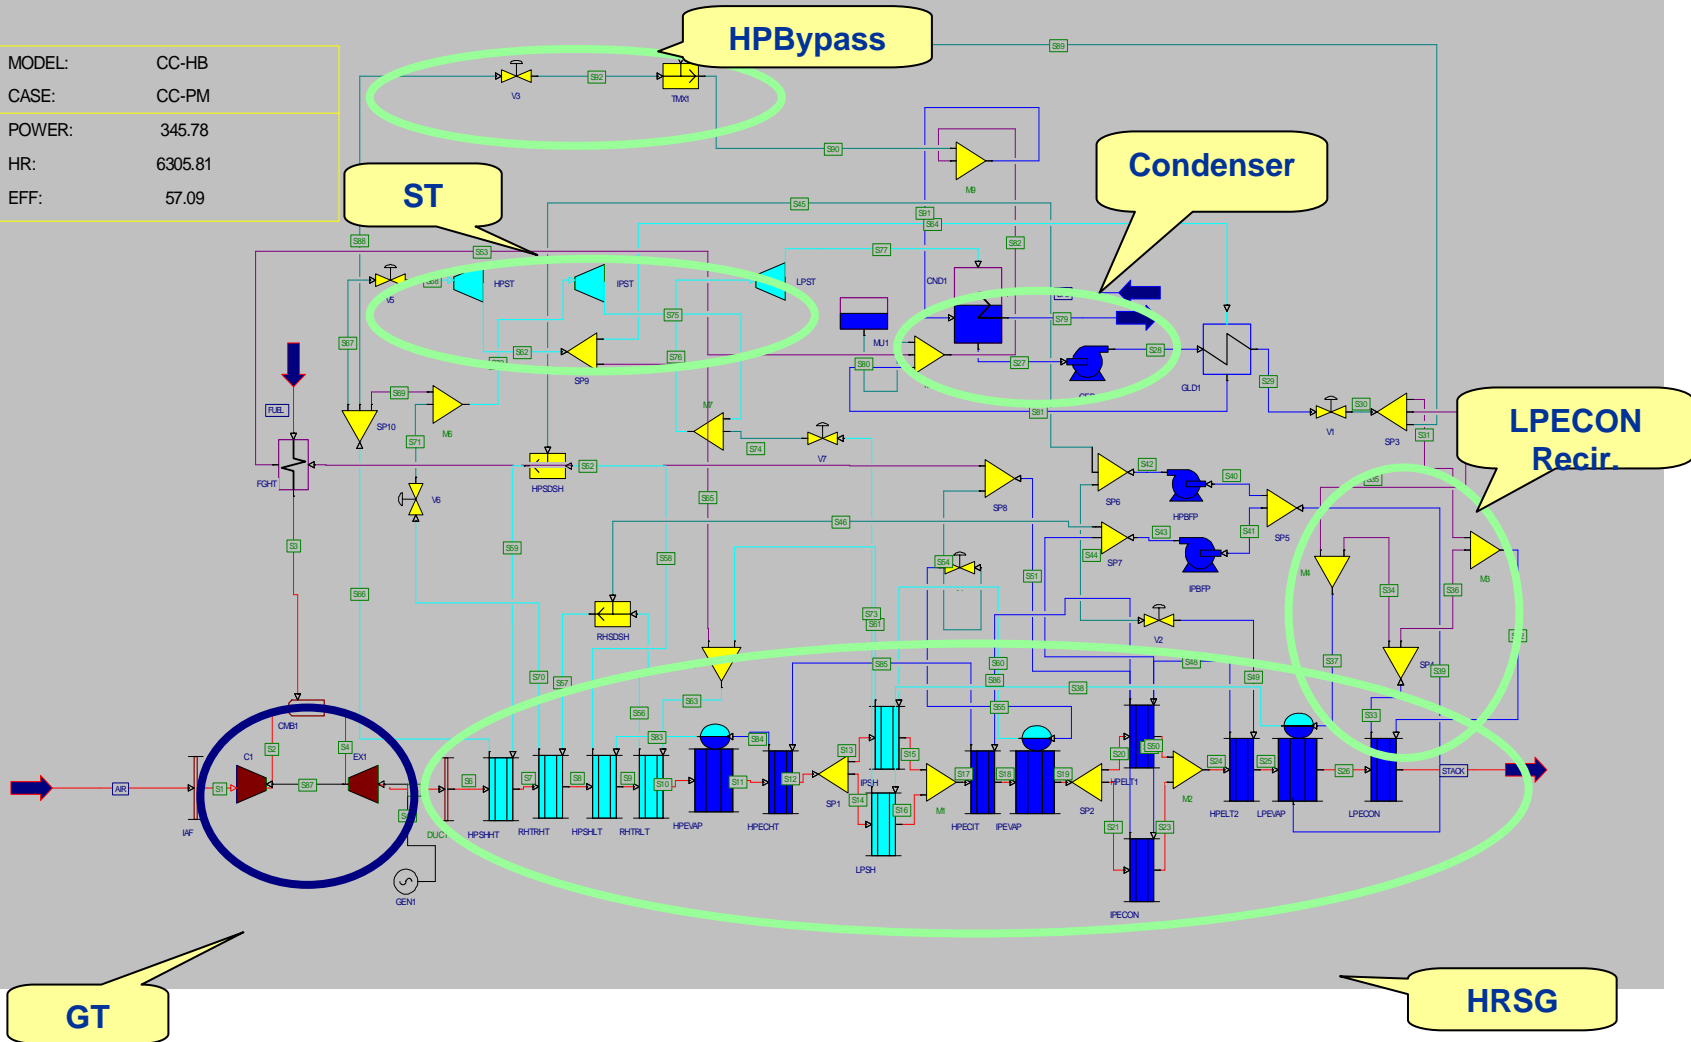 HPBypass
MODEL: CC-HB
CASE: CC-PM
POWER: 345.78
HR: 6305.81
EFF: 57.09
S89
V3
S92
TMX1
S90
M9
ST
Condenser
S45
S91
S64
S88
S53
S77
S82
V5
S68
HPST
IPST
LPST
CND1
S67
S62
SP9
S75
S76
MU1
S80
S79
S27
S28
GLD1
S29
S81
FUEL
S69
SP10
M6
S71
M7
S74
V7
V1
S30
SP3
S31
LPECON
Recir.
FGHT
V6
HPSDSH
S52
S65
SP8
SP6
S42
HPBFP
S40
SP5
S35
S3
S59
S58
S46
S54
S51
S44
SP7
S43
IPBFP
S41
M4
S34
S36
M3
S66
RHSDSH
S73
S61
V2
S37
S39
S70
S57
S56
S63
S85
S60
S86
S55
S38
S48
S49
S33
CMB1
S2
S4
C1
EX1
S87
AIR
S1
IAF
DUCT
S6
HPSHHT
S7
RHTRHT
S8
HPSHLT
S9
RHTRLT
S10
S83
HPEVAP
S84
S11
HPECHT
S12
SP1
S13
S14
IPSH
S15
S16
LPSH
M1
S17
HPECIT
S18
IPEVAP
S19
SP2
S20
S21
HPELT1
S50
S23
IPECON
M2
S24
HPELT2
S25
LPEVAP
S26
LPECON
STACK
GEN1
GT
HRSG